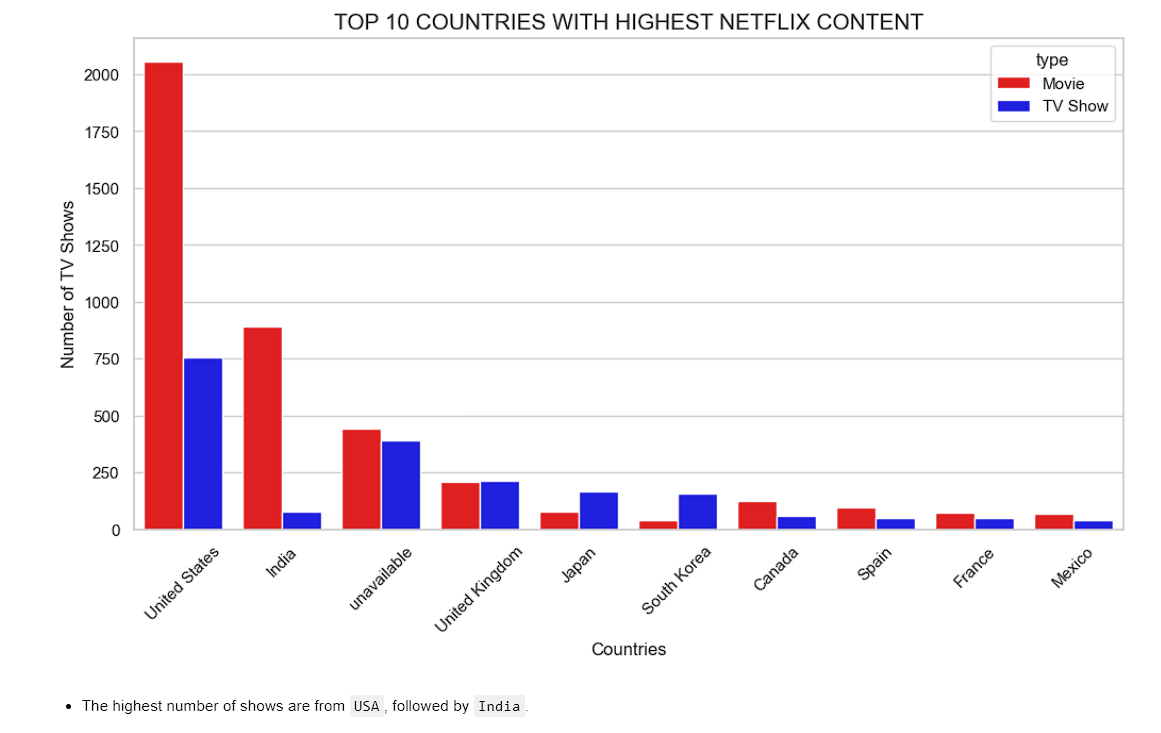 TOP 10 COUNTRIES WITH HIGHEST NETFLIX CONTENT
type
Movie
TV Show
Number of TV Shows
2000
1750
1500
1250
1000
750
500
250
0
United States
India
unavailable
United Kingdom
Japan
South Korea
Canada
Spain
France
Mexico
Countries
• The highest number of shows are from USA, followed by India.